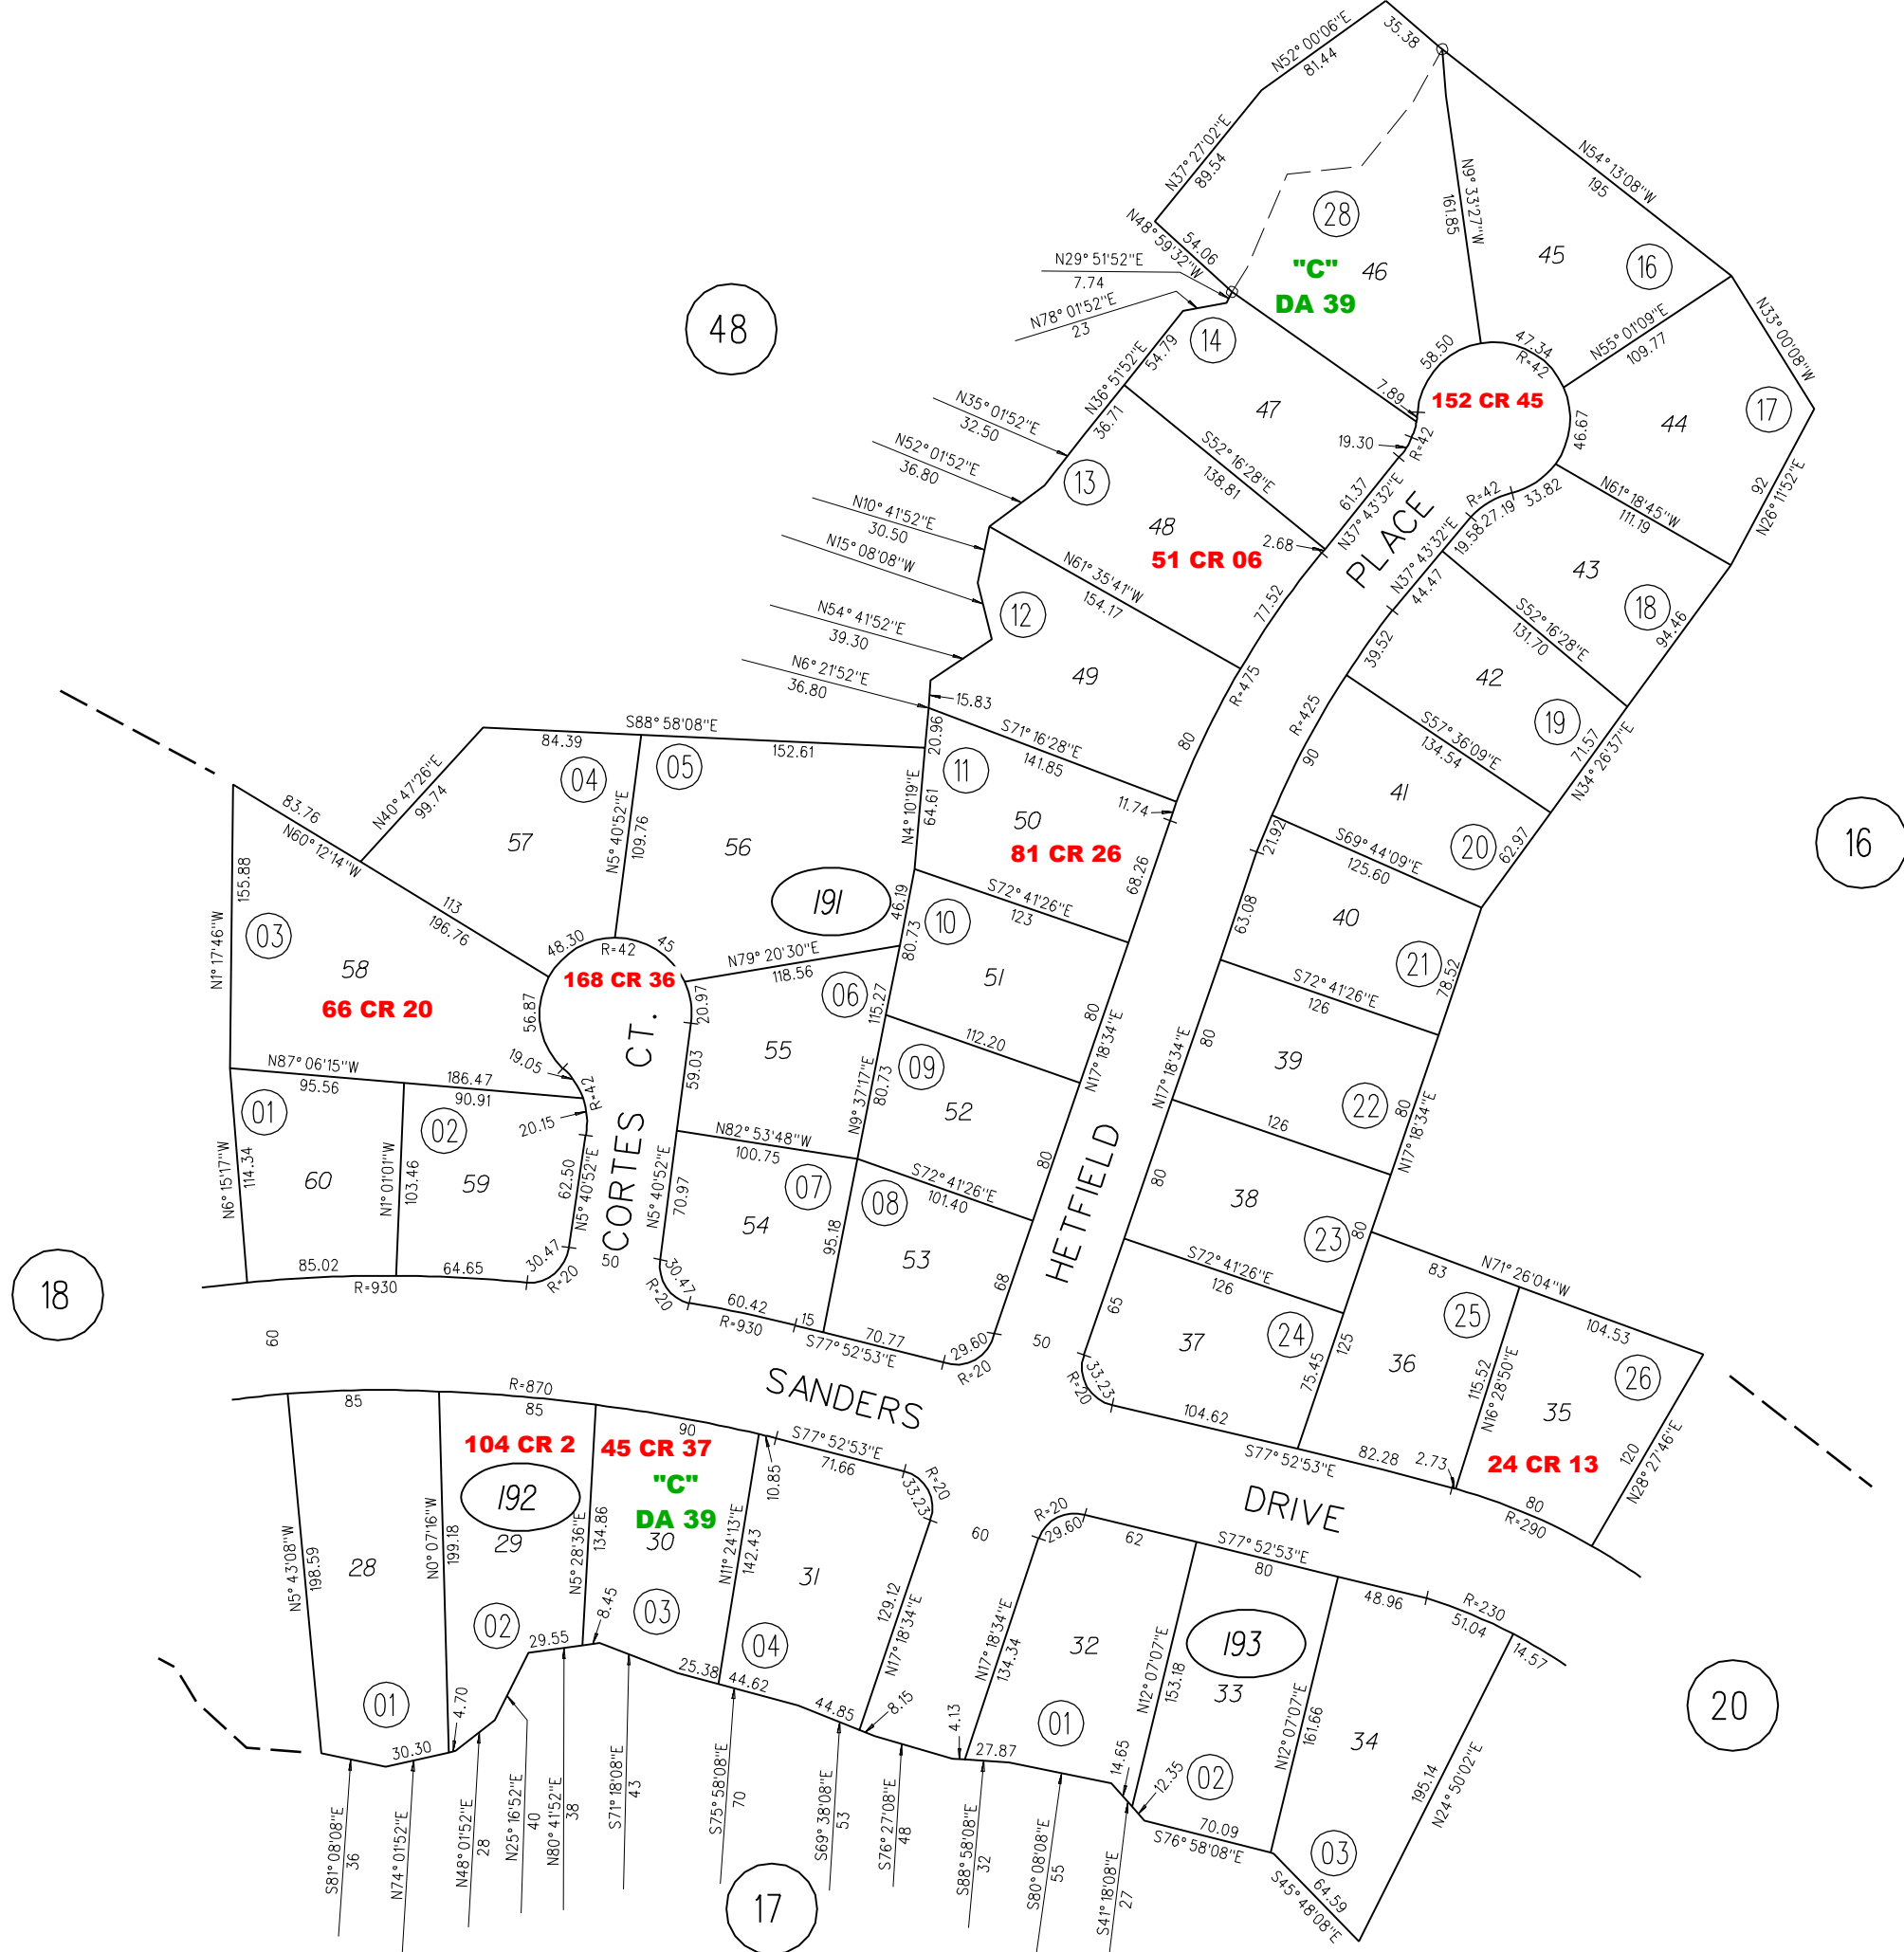 35.38
N52° 00'06"E
81.44
N37° 27'02"E
89.54
N48° 59'32"W
54.06
N29° 51'52"E
7.74
N78° 01'52"E
23
28
"C"
DA 39
46
N9° 33'27"W
161.85
45
16
N54° 13'08"W
195
N55° 01'09"E
109.77
N33° 00'08"W
48
14
54.79
N36° 51'52"E
36.71
47
58.50
47.34
R=42
152 CR 45
7.89
19.30
R=42
46.67
44
17
92
N26° 11'52"E
N35° 01'52"E
32.50
N52° 01'52"E
36.80
13
S52° 16'28"E
138.81
61.37
N37° 43'32"E
PLACE
R=42
27.19
33.82
19.58
N61° 18'45"W
111.19
N10° 41'52"E
30.50
N15° 08'08"W
48
51 CR 06
2.68
N37° 43'32"E
44.47
43
18
N54° 41'52"E
39.30
12
N61° 35'41"W
154.17
77.52
39.52
S52° 16'28"E
131.70
94.46
N6° 21'52"E
36.80
15.83
49
R=475
42
19
S88° 58'08"E
84.39
152.61
20.96
S71° 16'28"E
141.85
80
R=425
90
S57° 36'09"E
134.54
71.57
N34° 26'37"E
N40° 47'26"E
99.74
04
05
11
N4° 10'19"E
64.61
50
81 CR 26
11.74
41
20
16
83.76
N60° 12'14"W
57
N5° 40'52"E
109.76
56
191
46.19
S72° 41'26"E
123
68.26
21.92
S69° 44'09"E
125.60
62.97
N1° 17'46"W
155.88
03
58
66 CR 20
113
196.76
48.30
R=42
45
168 CR 36
N79° 20'30"E
118.56
10
80.73
51
63.08
40
21
S72° 41'26"E
126
78.52
56.87
20.97
CORTES CT.
06
55
59.03
115.27
112.20
80
N17° 18'34"E
N17° 18'34"E
80
39
N87° 06'15"W
95.56
186.47
90.91
19.05
R=42
20.15
09
N9° 37'17"E
80.73
52
22
126
80
N17° 18'34"E
01
02
N6° 15'17"W
114.34
60
N1° 01'01"W
103.46
59
62.50
N5° 40'52"E
N82° 53'48"W
100.75
07
08
S72° 41'26"E
101.40
80
HETFIELD
80
38
23
80
N5° 40'52"E
70.97
54
95.18
53
S72° 41'26"E
126
N71° 26'04"W
83
104.53
18
85.02
R=930
64.65
30.47
R=20
50
30.47
R=20
60.42
R=930
15
S77° 52'53"E
70.77
29.60
R=20
68
50
65
37
24
25
36
75.45
125
115.52
N16° 28'50"E
26
35
60
R=20
33.23
104.62
S77° 52'53"E
82.28
2.73
24 CR 13
80
R=290
120
N28° 27'46"E
SANDERS
DRIVE
85
R=870
85
90
104 CR 2
45 CR 37
"C"
DA 39
10.85
S77° 52'53"E
71.66
R=20
33.23
60
R=20
29.60
62
S77° 52'53"E
80
48.96
R=230
51.04
14.57
N5° 43'08"W
198.59
28
N0° 07'16"W
199.18
192
29
N5° 28'36"E
134.86
30
N11° 24'13"E
142.43
31
129.12
N17° 18'34"E
N17° 18'34"E
134.34
32
N12° 07'07"E
153.18
193
33
N12° 07'07"E
161.66
34
195.14
N24° 50'02"E
20
01
02
03
04
01
02
03
30.30
4.70
29.55
8.45
25.38
44.62
44.85
8.15
4.13
27.87
14.65
12.35
70.09
S76° 58'08"E
64.59
S45° 48'08"E
S81° 08'08"E
36
N74° 01'52"E
N48° 01'52"E
28
N25° 16'52"E
40
N80° 41'52"E
38
S71° 18'08"E
43
S75° 58'08"E
70
S69° 38'08"E
53
S76° 27'08"E
48
S88° 58'08"E
32
S80° 08'08"E
55
S41° 18'08"E
27
17